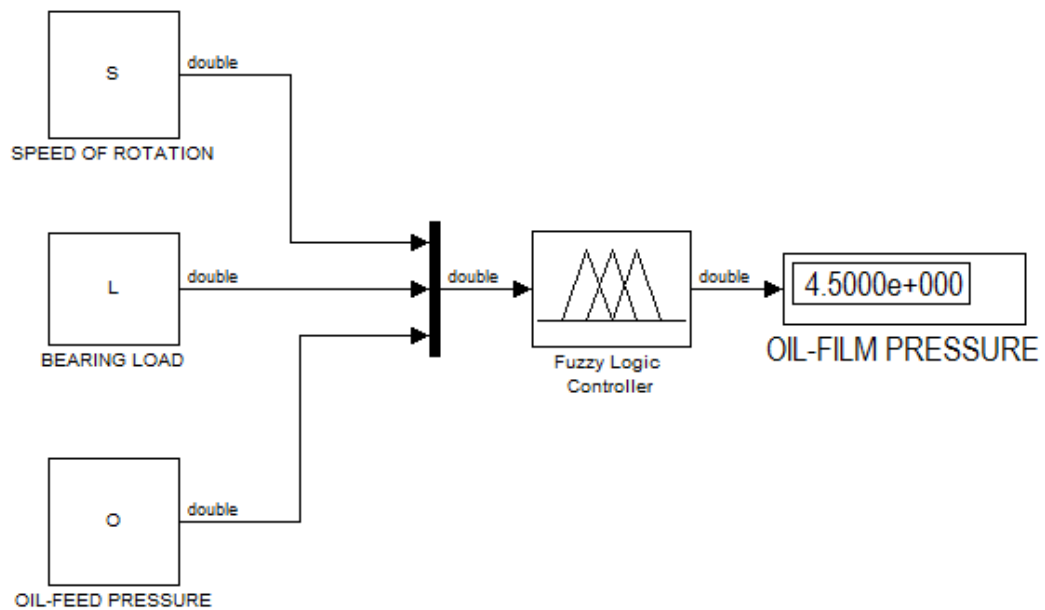 S
double
SPEED OF ROTATION
L
double
BEARING LOAD
O
double
OIL-FEED PRESSURE
double
Fuzzy Logic
Controller
double
4.5000e+000
OIL-FILM PRESSURE